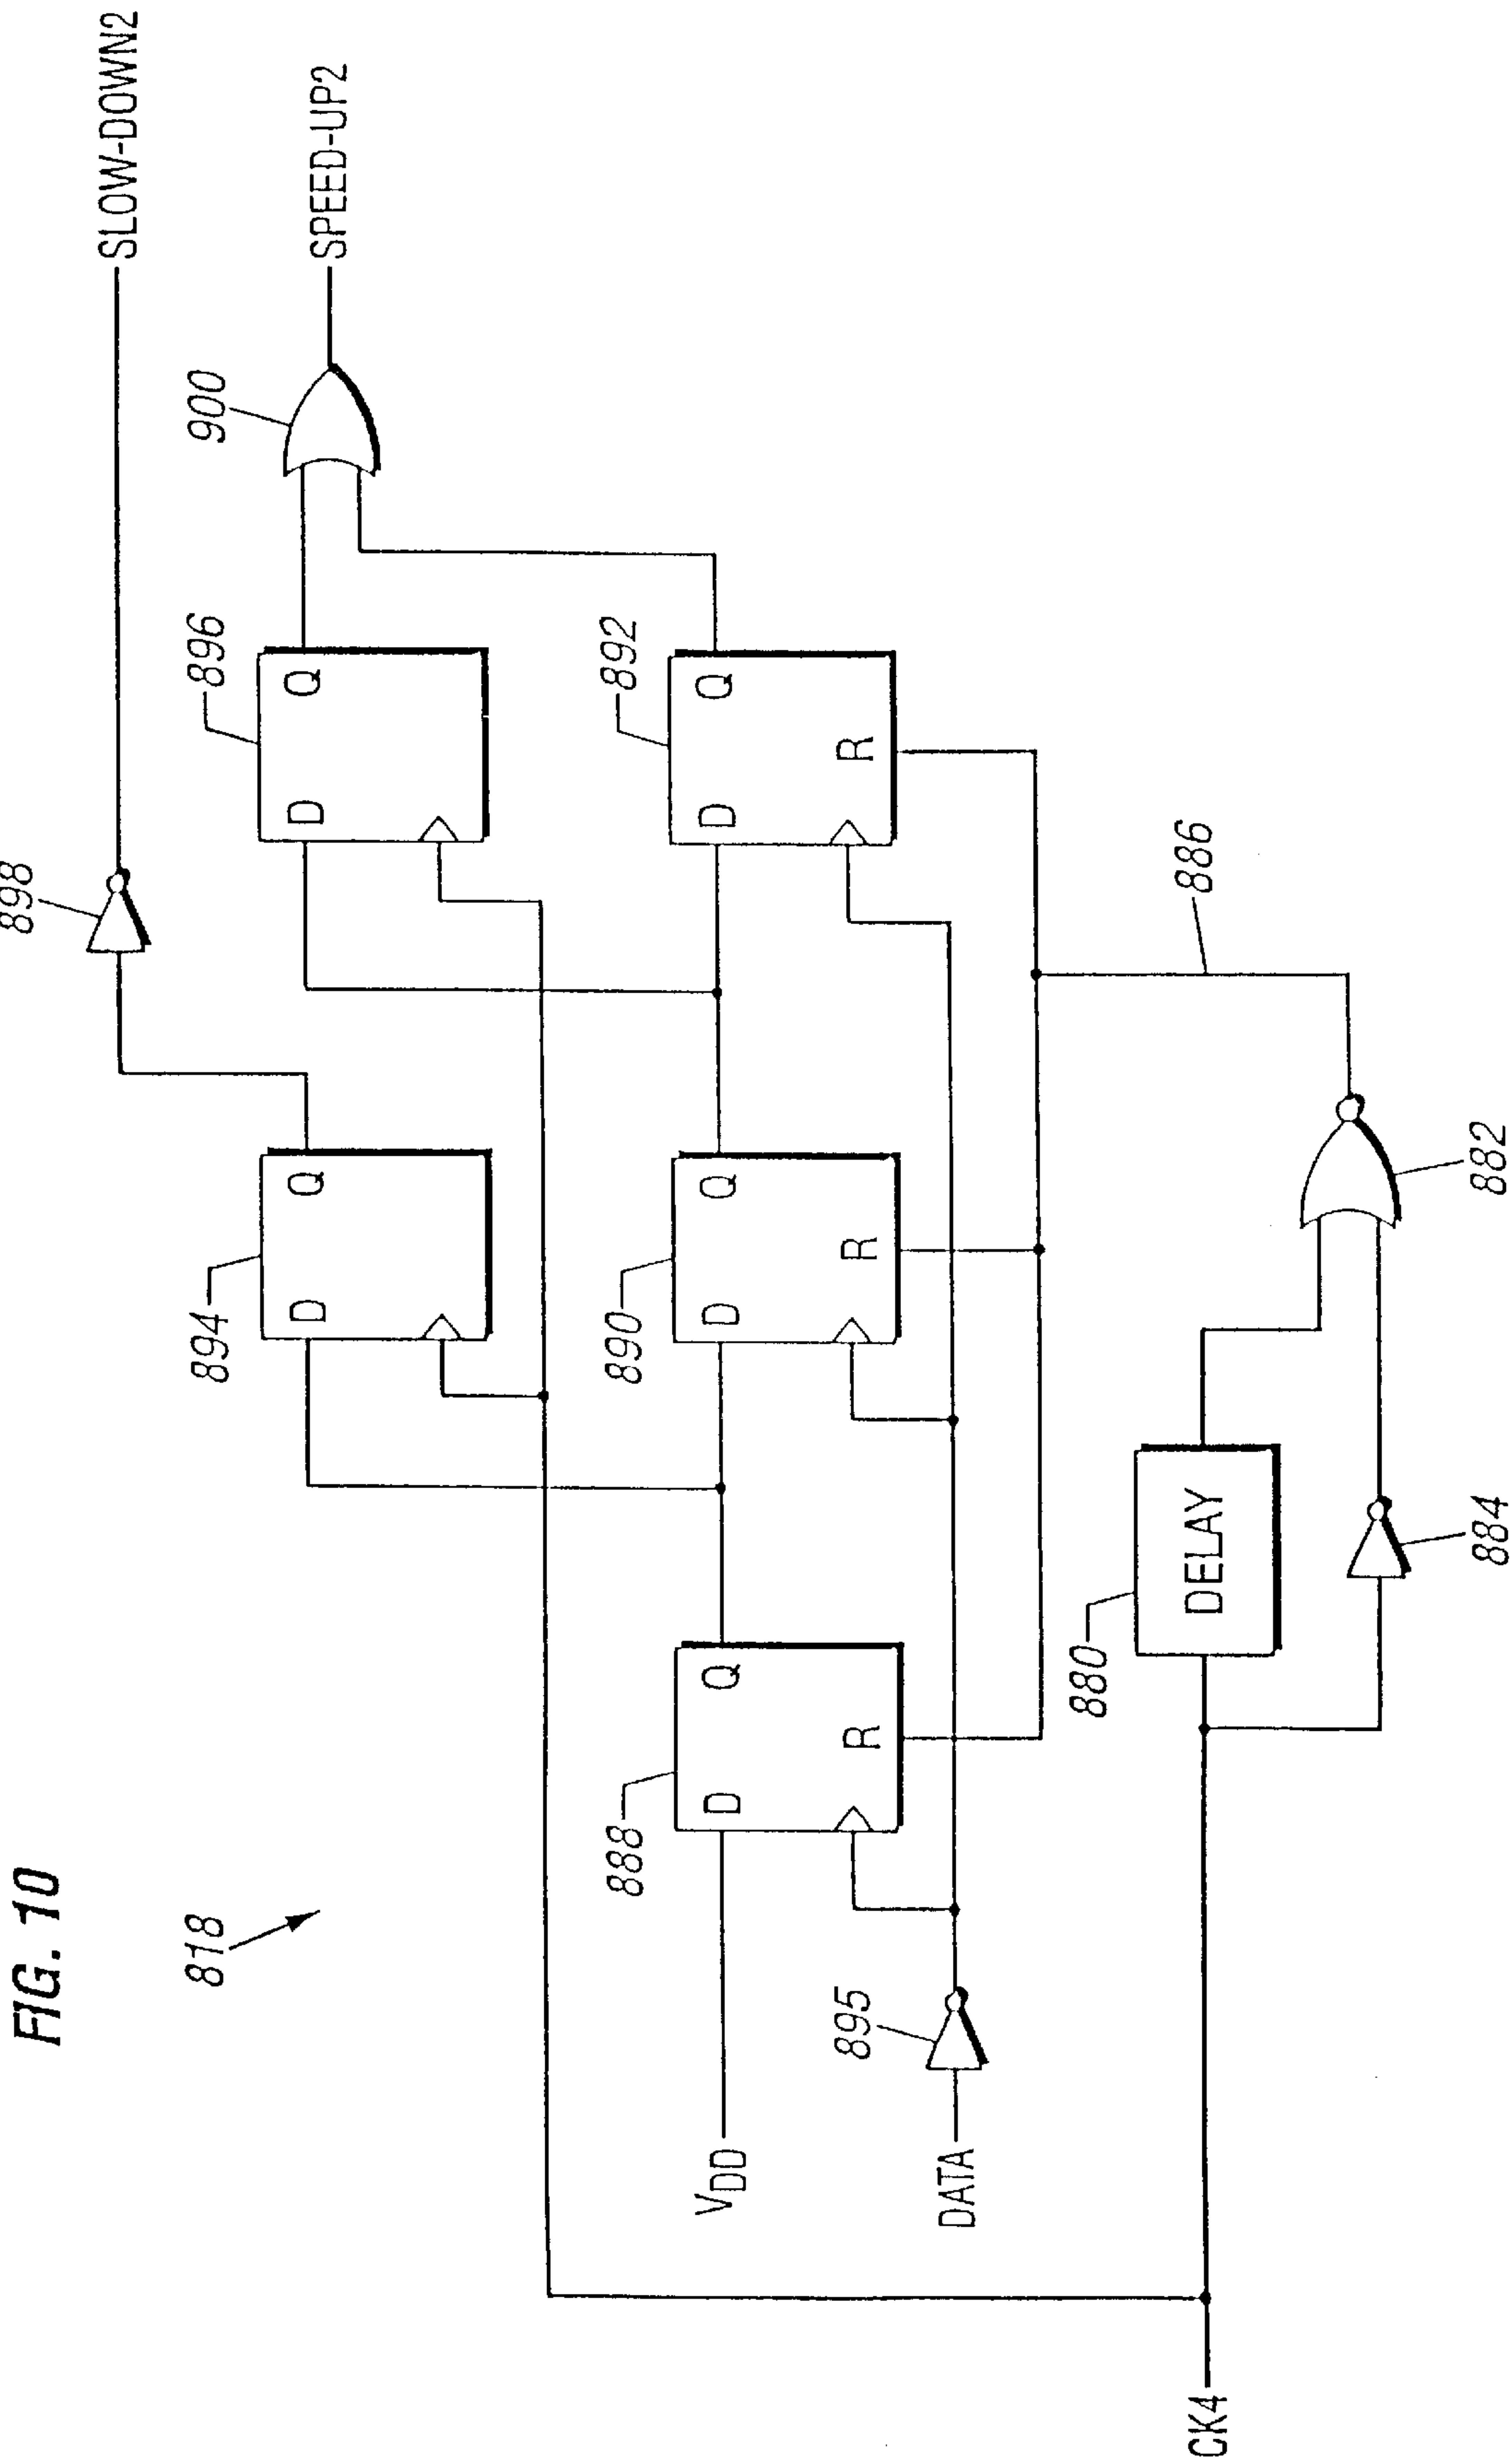 FIG. 10
818
SLOW-DOWN2
898
SPEED-UP2
900
894
D
Q
896
D
Q
888
D
Q
R
890
D
Q
R
892
D
Q
R
VDD
DATA
895
886
880
DELAY
882
884
CK4